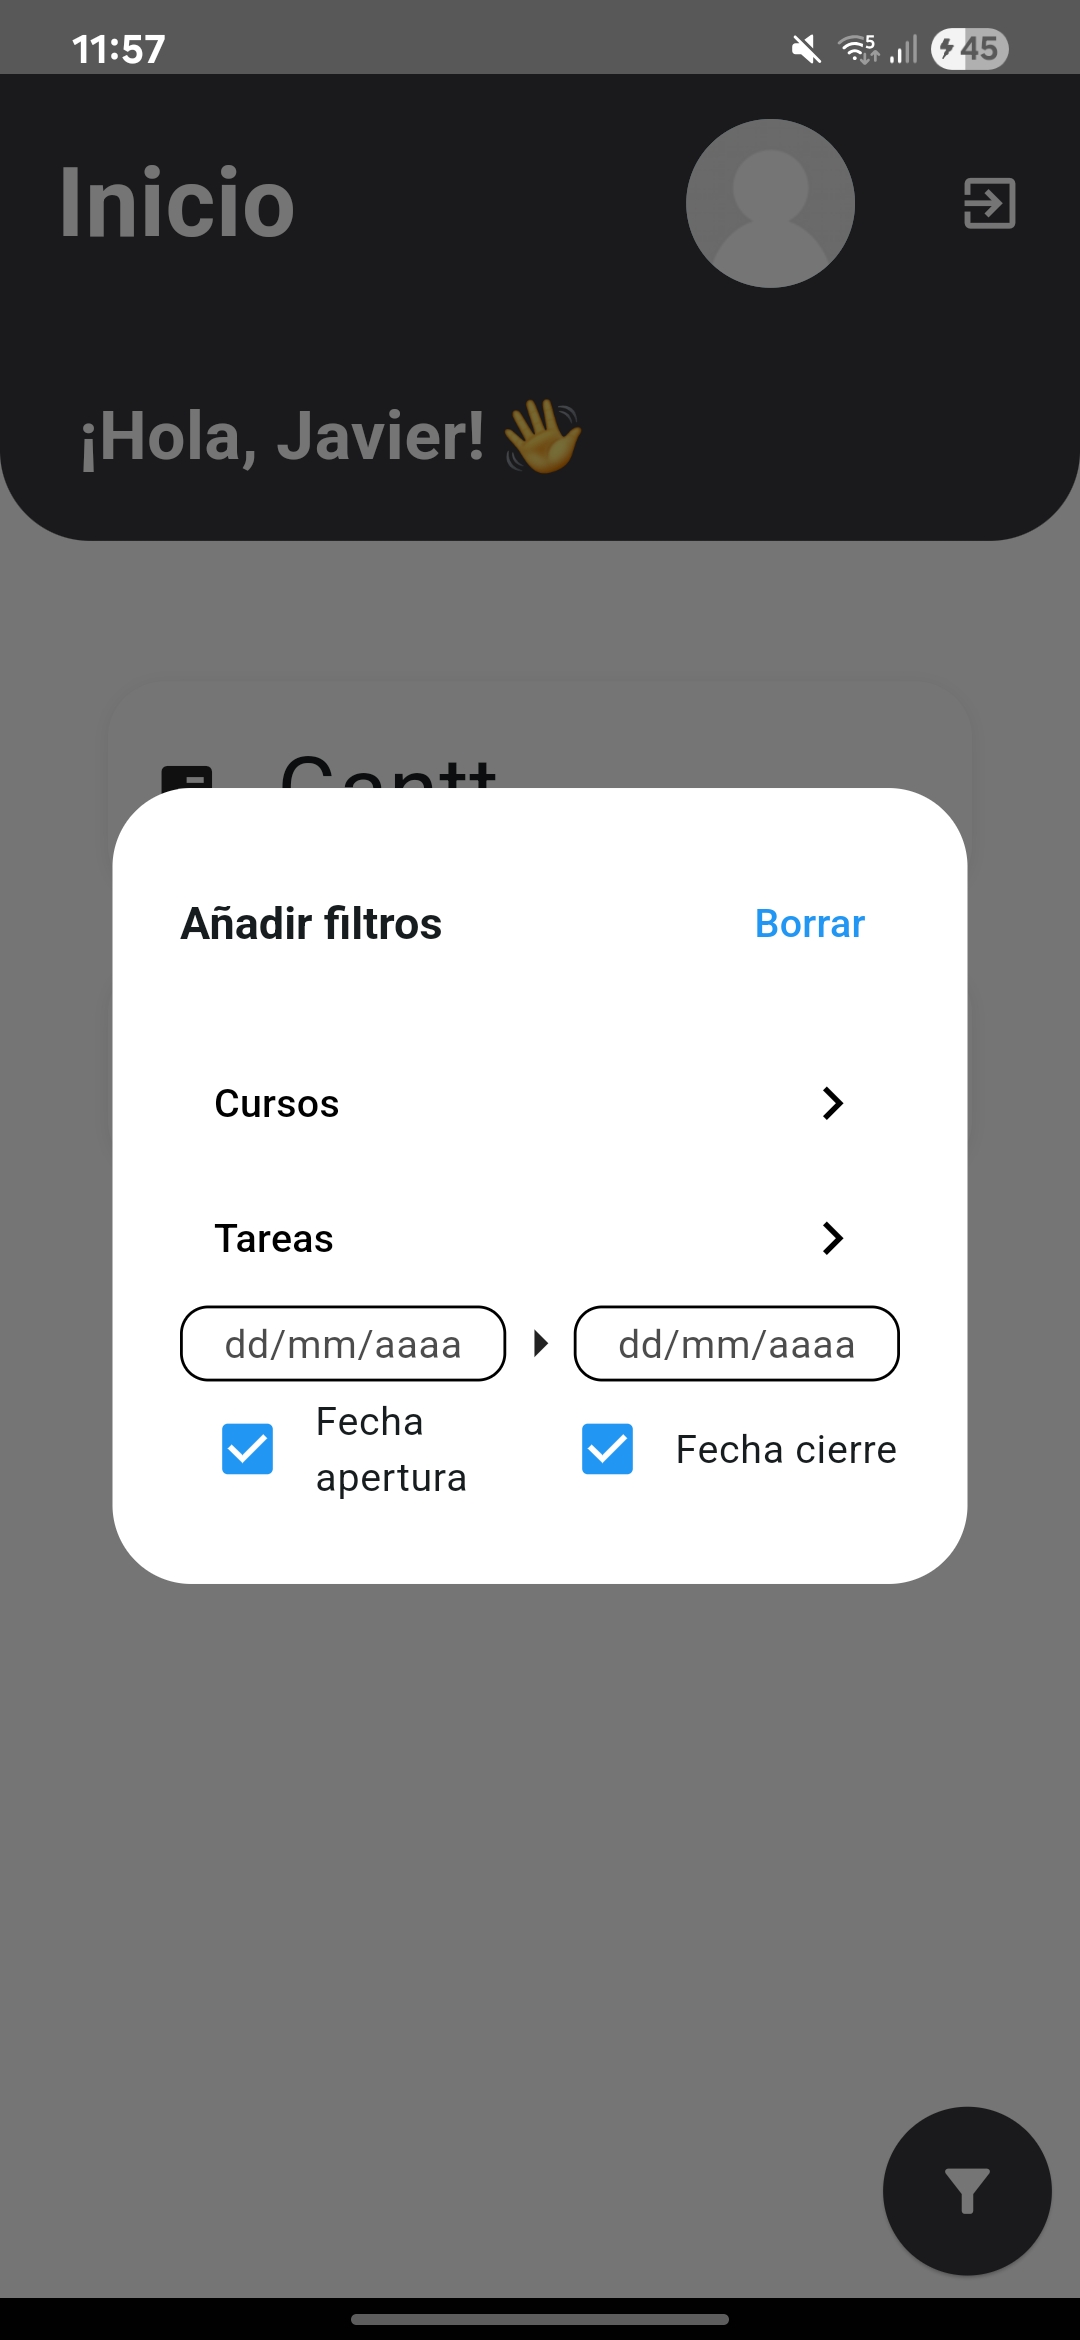 11:57
5
45
Inicio
¡Hola, Javier! 👋
Gantt
Añadir filtros
Borrar
Cursos
Tareas
dd/mm/aaaa
dd/mm/aaaa
Fecha
apertura
Fecha cierre